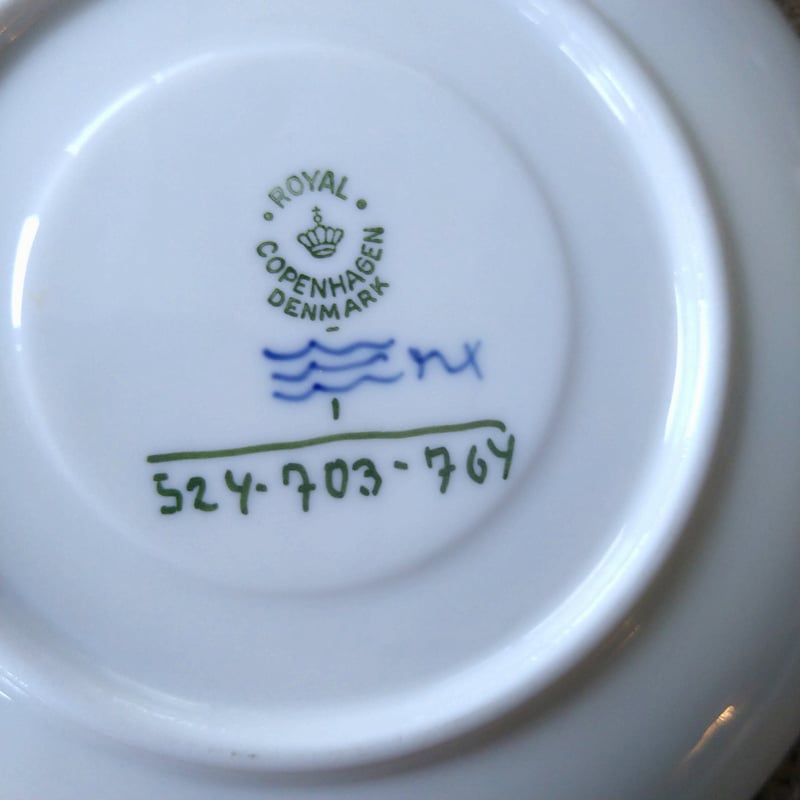 ROYAL
COPENHAGEN
DENMARK
524-703-764